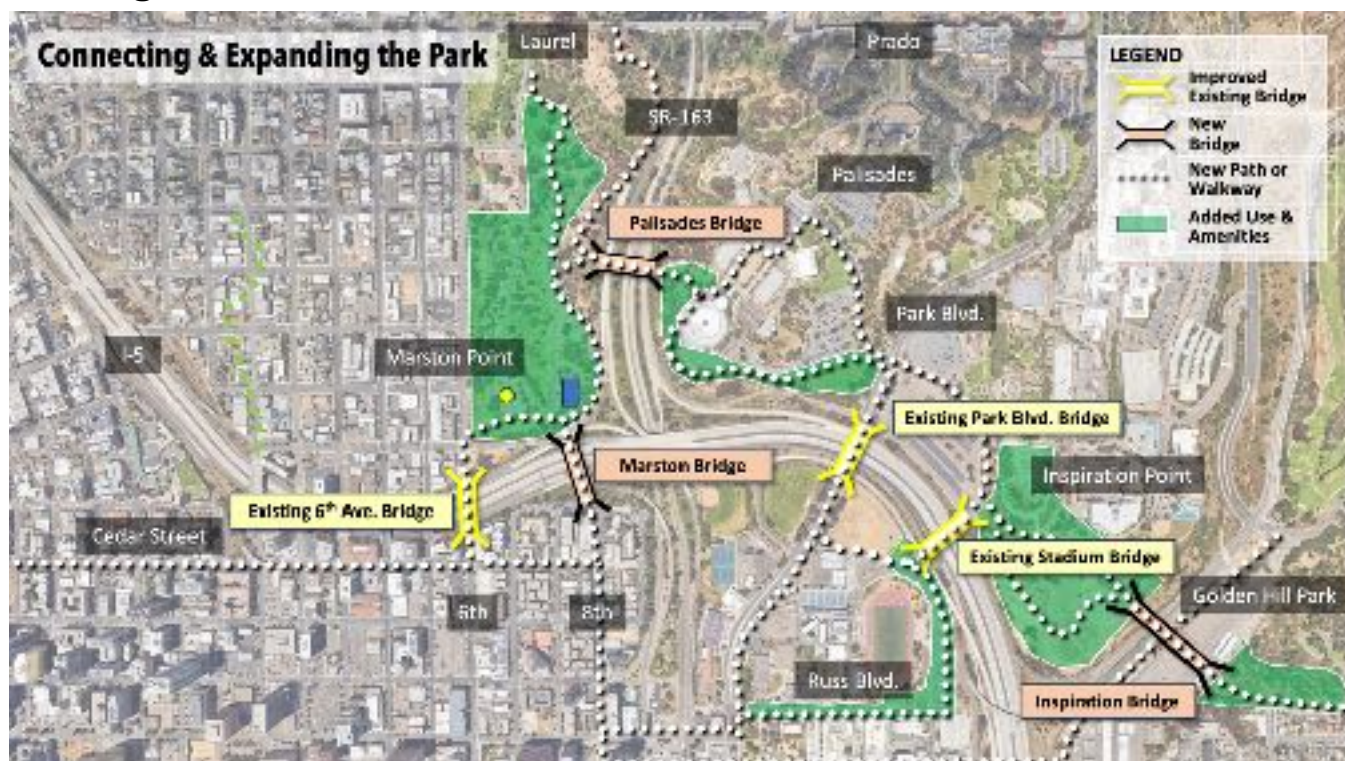 Connecting & Expanding the Park
Laurel
Prado
LEGEND
Improved
Existing Bridge
New
Bridge
New Path or
Walkway
Added Use &
Amenities
SR-163
Palisades
Palisades Bridge
Park Blvd.
I-5
Marston Point
Existing Park Blvd. Bridge
Marston Bridge
Inspiration Point
Existing 6th Ave. Bridge
Cedar Street
Existing Stadium Bridge
6th
8th
Golden Hill Park
Russ Blvd.
Inspiration Bridge